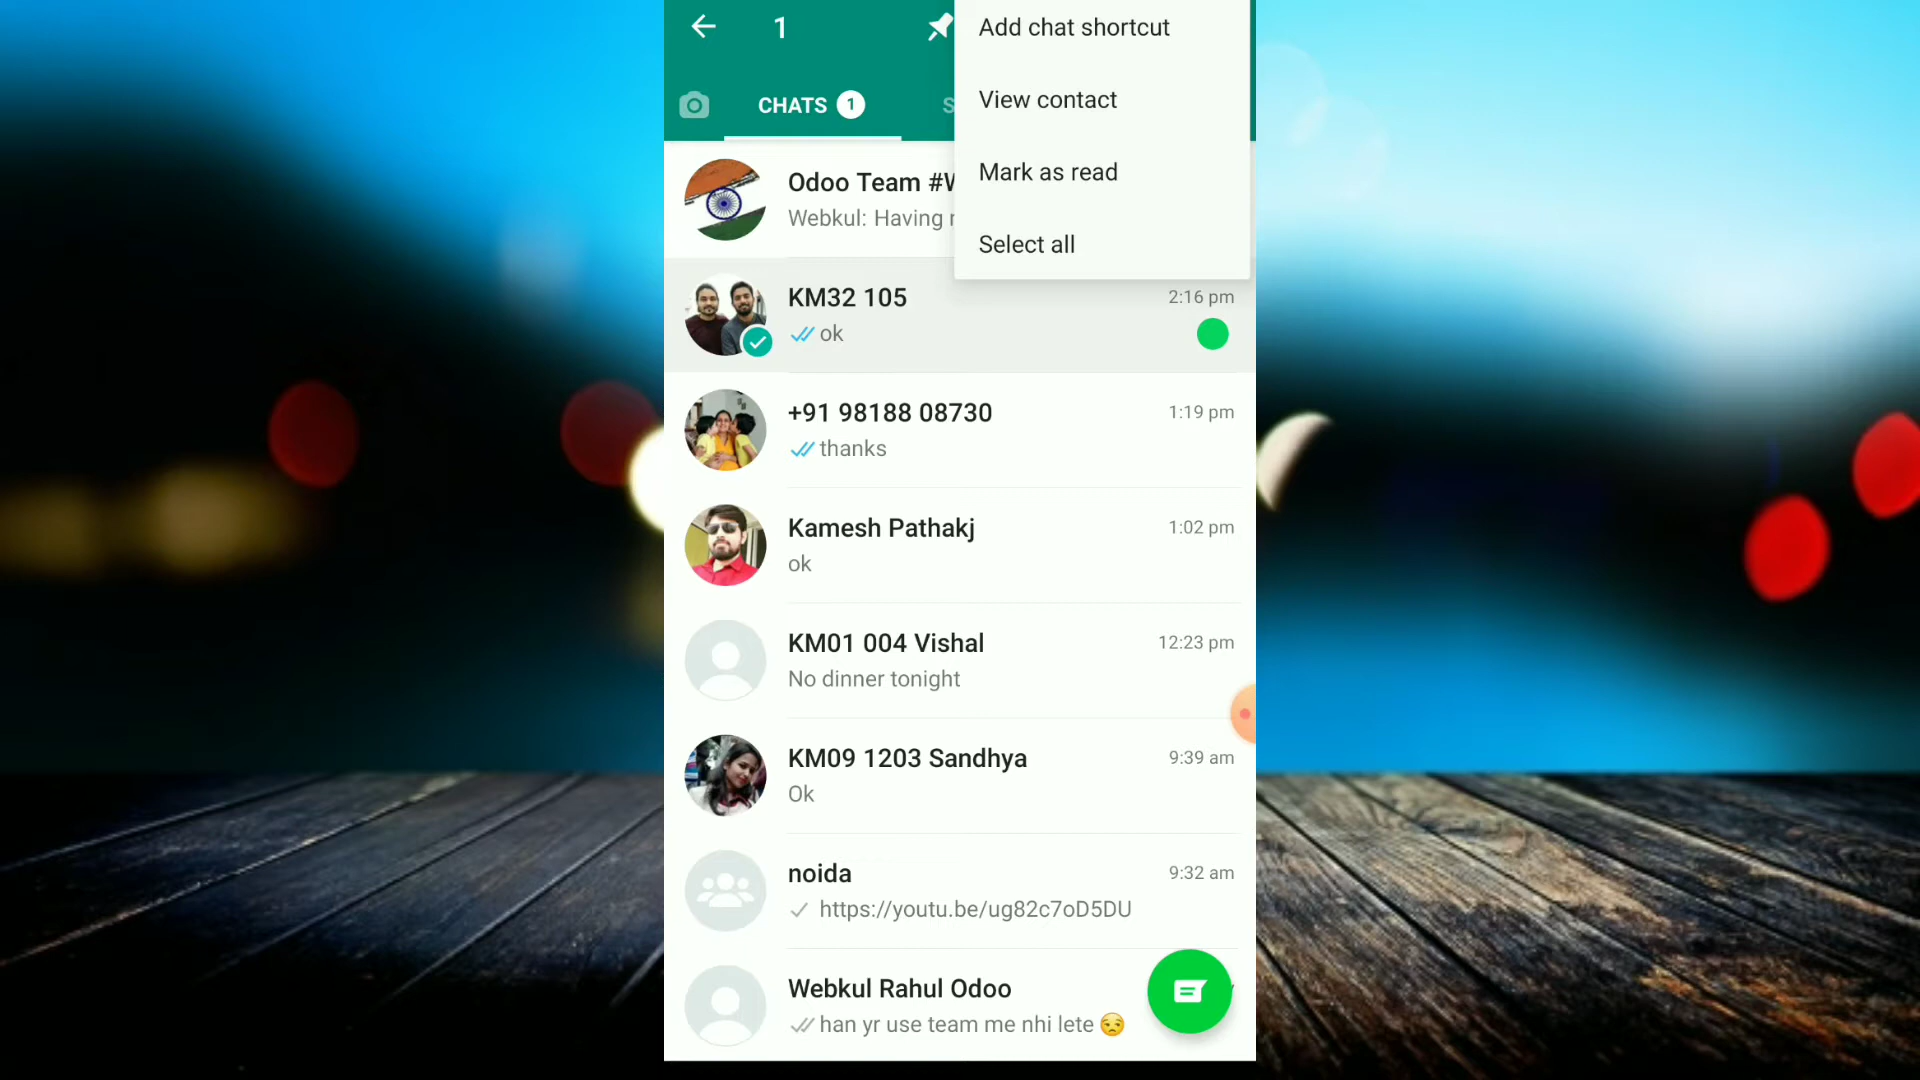 1
Add chat shortcut
CHATS 1
View contact
Mark as read
Select all
Odoo Team
Webkul: Having
KM32 105
2:16 pm
ok
+91 98188 08730
1:19 pm
thanks
Kamesh Pathakj
1:02 pm
ok
KM01 004 Vishal
12:23 pm
No dinner tonight
KM09 1203 Sandhya
9:39 am
Ok
noida
9:32 am
https://youtu.be/ug82c7oD5DU
Webkul Rahul Odoo
han yr use team me nhi lete 😒